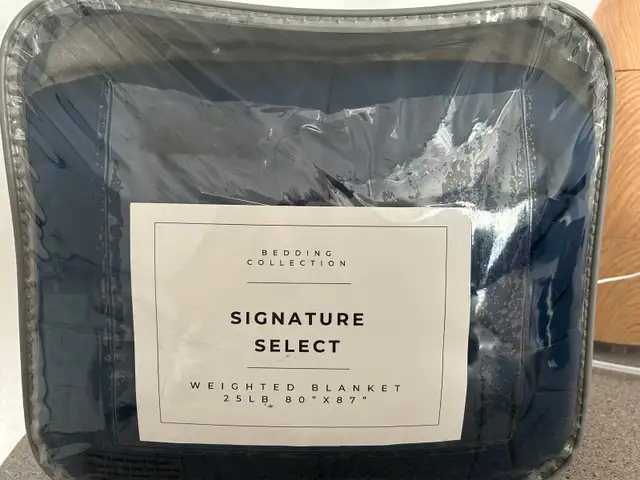 BEDDING
COLLECTION
SIGNATURE
SELECT
WEIGHTED BLANKET
25LB 80"X87"